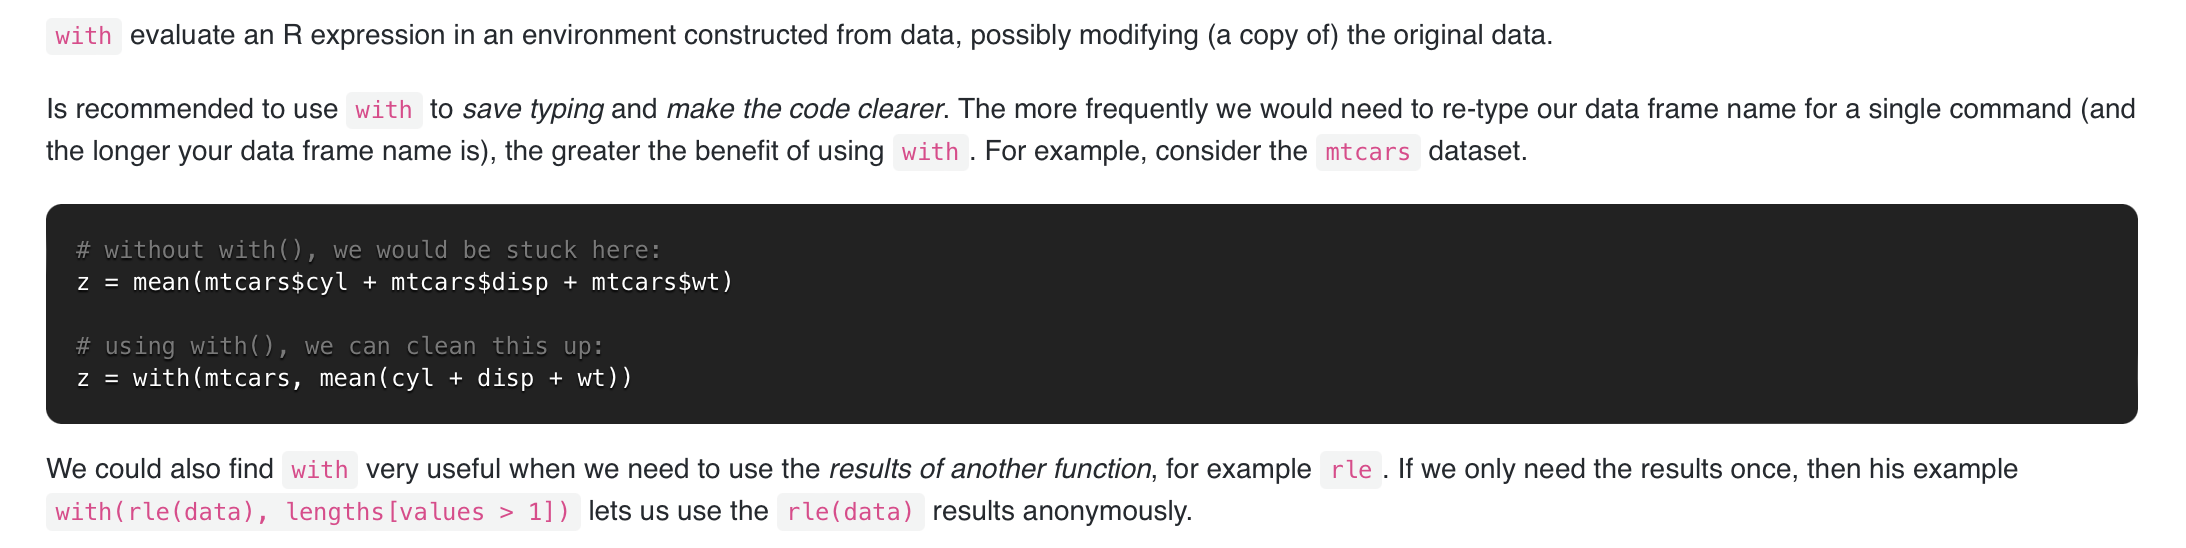 with evaluate an R expression in an environment constructed from data, possibly modifying (a copy of) the original data.
Is recommended to use with to save typing and make the code clearer. The more frequently we would need to re-type our data frame name for a single command (and
the longer your data frame name is), the greater the benefit of using with . For example, consider the mtcars dataset.
# without with(), we would be stuck here:
z = mean(mtcars$cyl + mtcars$disp + mtcars$wt)
# using with(), we can clean this up:
z = with(mtcars, mean(cyl + disp + wt))
We could also find with very useful when we need to use the results of another function, for example rle . If we only need the results once, then his example
with(rle(data), lengths[values > 1]) lets us use the rle(data) results anonymously.